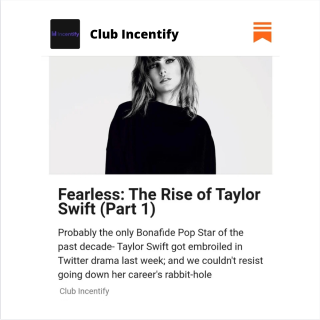 Club Incentify
Fearless: The Rise of Taylor
Swift (Part 1)
Probably the only Bonafide Pop Star of the
past decade- Taylor Swift got embroiled in
Twitter drama last week; and we couldn't resist
going down her career's rabbit-hole
Club Incentify